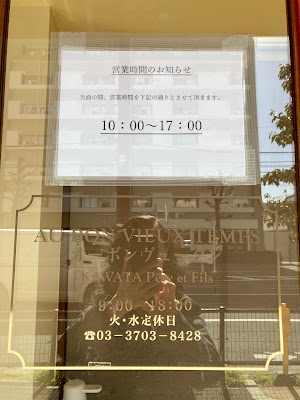 営業時間のお知らせ
当面の間、営業時間を下記の通りとさせて頂きます。
10:00〜17:00
AU BON VIEUX TEMPS
ボン
KAWATA Père et Fils
9:00-18:00
火・水定休日
☎03-3703-8428